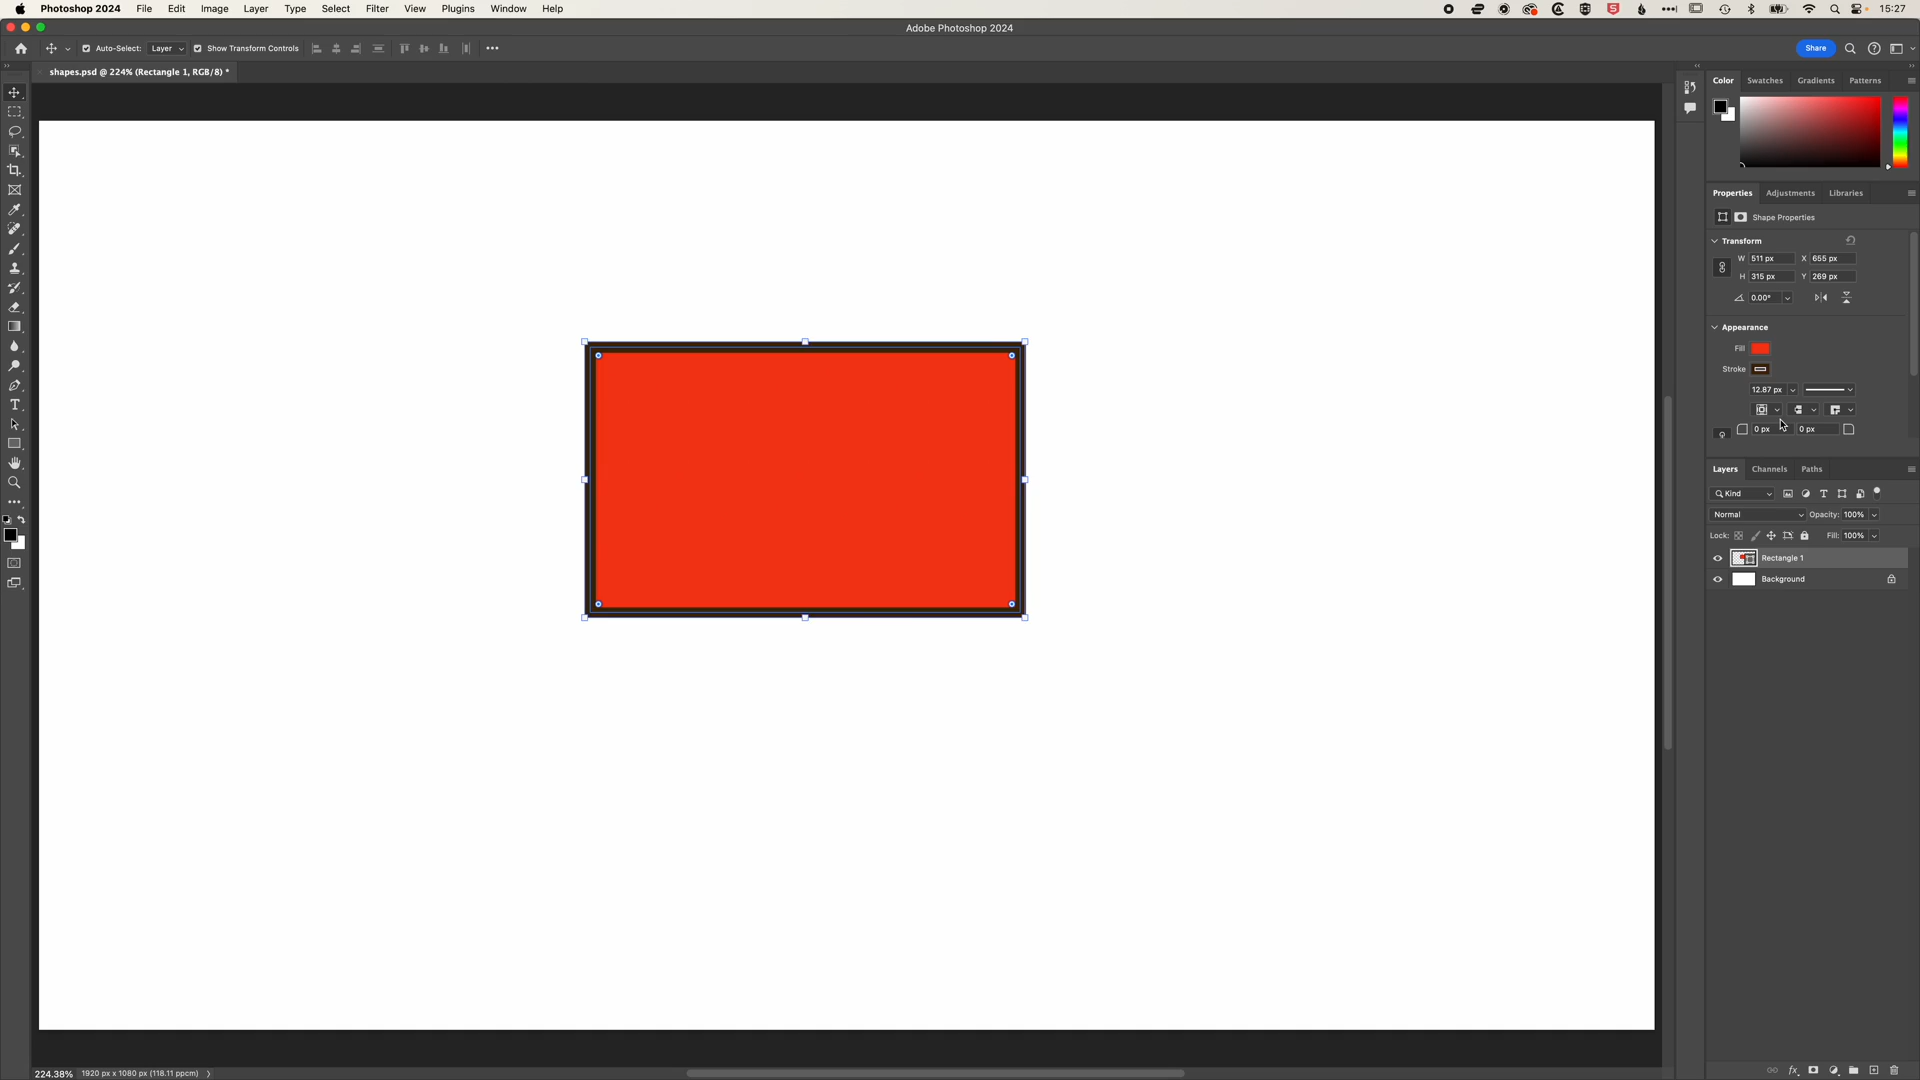 Photoshop 2024 File Edit Image Layer Type Select Filter View Plugins Window Help 15:27
Adobe Photoshop 2024
Auto-Select: Layer Show Transform Controls Share
shapes.psd @ 224% (Rectangle 1, RGB/8) *
Color Swatches Gradients Patterns
Properties Adjustments Libraries
Shape Properties
Transform
W 511 px X 655 px
H 315 px Y 269 px
0.00°
Appearance
Fill
Stroke
12.87 px
0 px 0 px
Layers Channels Paths
Kind
Normal Opacity: 100%
Lock: Fill: 100%
Rectangle 1
Background
224.38% 1920 px x 1080 px (118.11 ppcm)